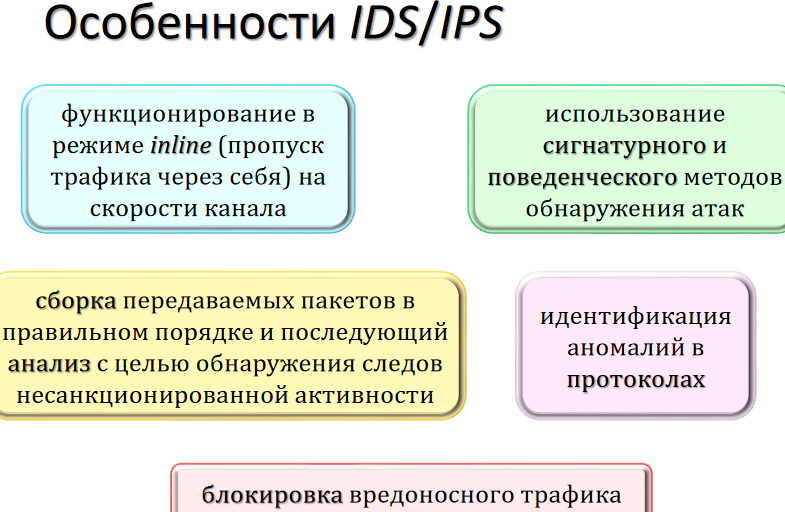 Особенности IDS/IPS
функционирование в
режиме inline (пропуск
трафика через себя) на
скорости канала
использование
сигнатурного и
поведенческого методов
обнаружения атак
сборка передаваемых пакетов в
правильном порядке и последующий
анализ с целью обнаружения следов
несанкционированной активности
идентификация
аномалий в
протоколах
блокировка вредоносного трафика